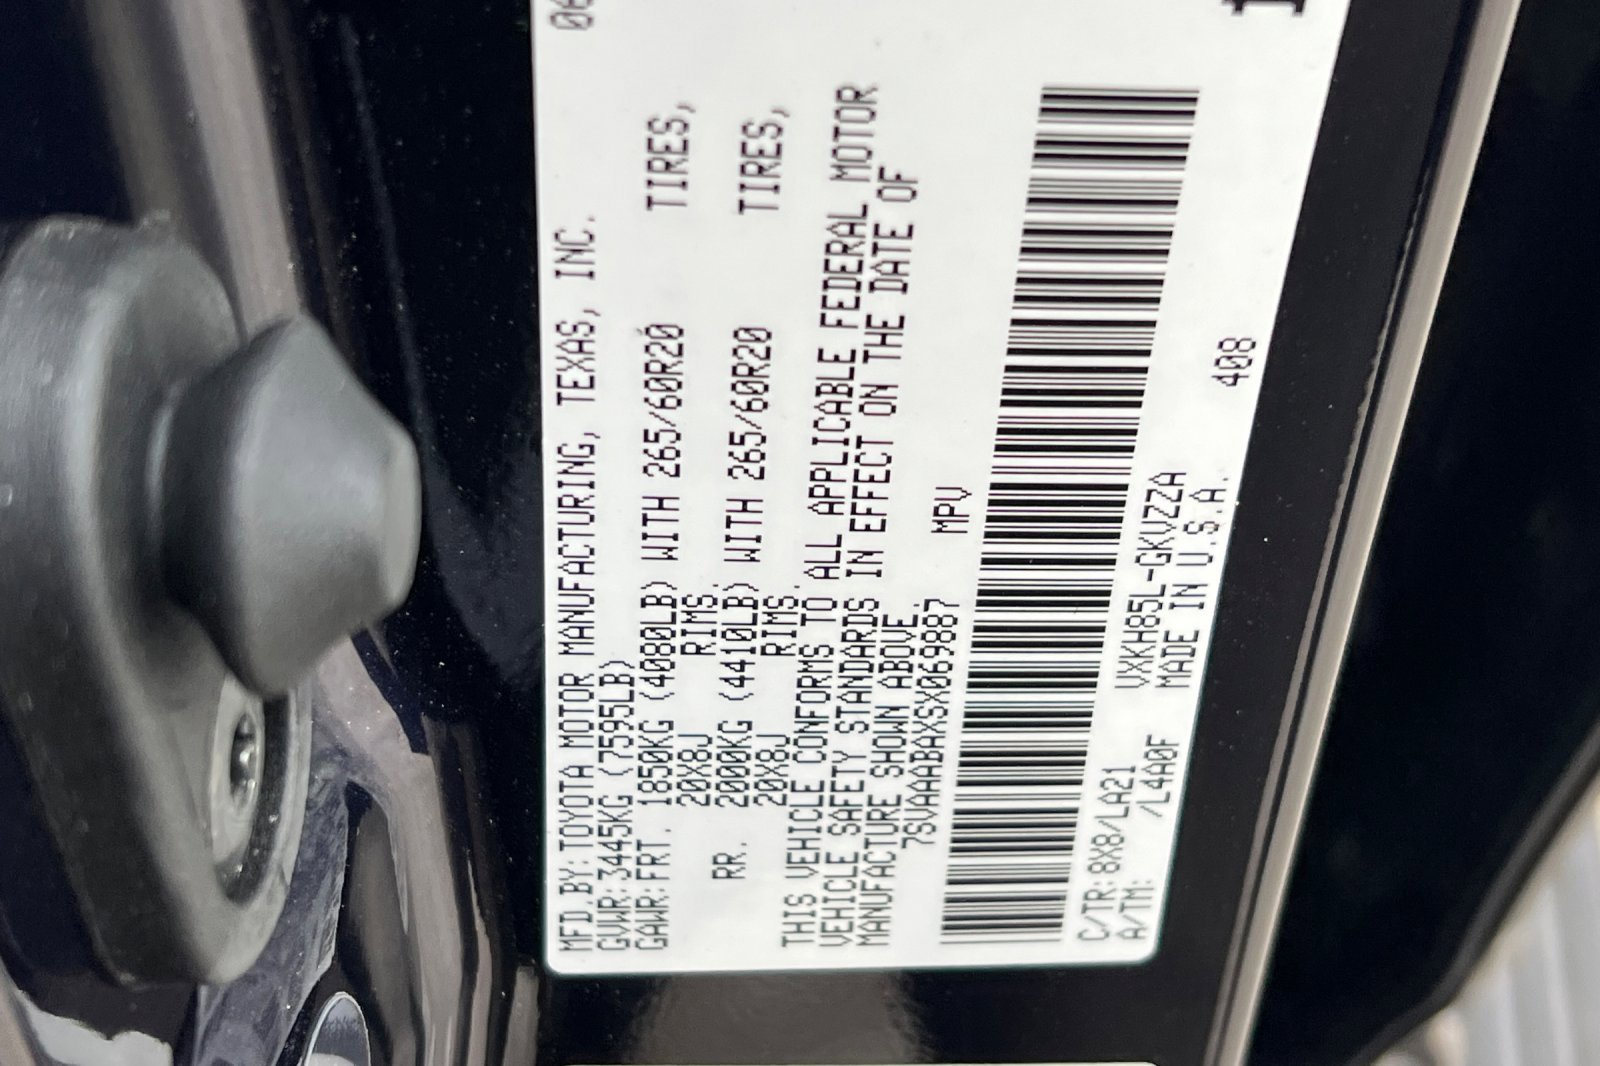 MFD.BY: TOYOTA MOTOR MANUFACTURING, TEXAS, INC.
GVWR: 3445KG (7595LB)
GAWR: FRT. 1850KG (4080LB) WITH 265/60R20 TIRES,
20X8J RIMS.
RR. 2000KG (4410LB) WITH 265/60R20 TIRES,
20X8J RIMS.
THIS VEHICLE CONFORMS TO ALL APPLICABLE FEDERAL MOTOR
VEHICLE SAFETY STANDARDS IN EFFECT ON THE DATE OF
MANUFACTURE SHOWN ABOVE.
7SVAAABAXSX069887 MPV
C/TR: 8X8/LA21 VXKH85L-GKVZZA
A/TM: /L4A0F MADE IN U.S.A. 408